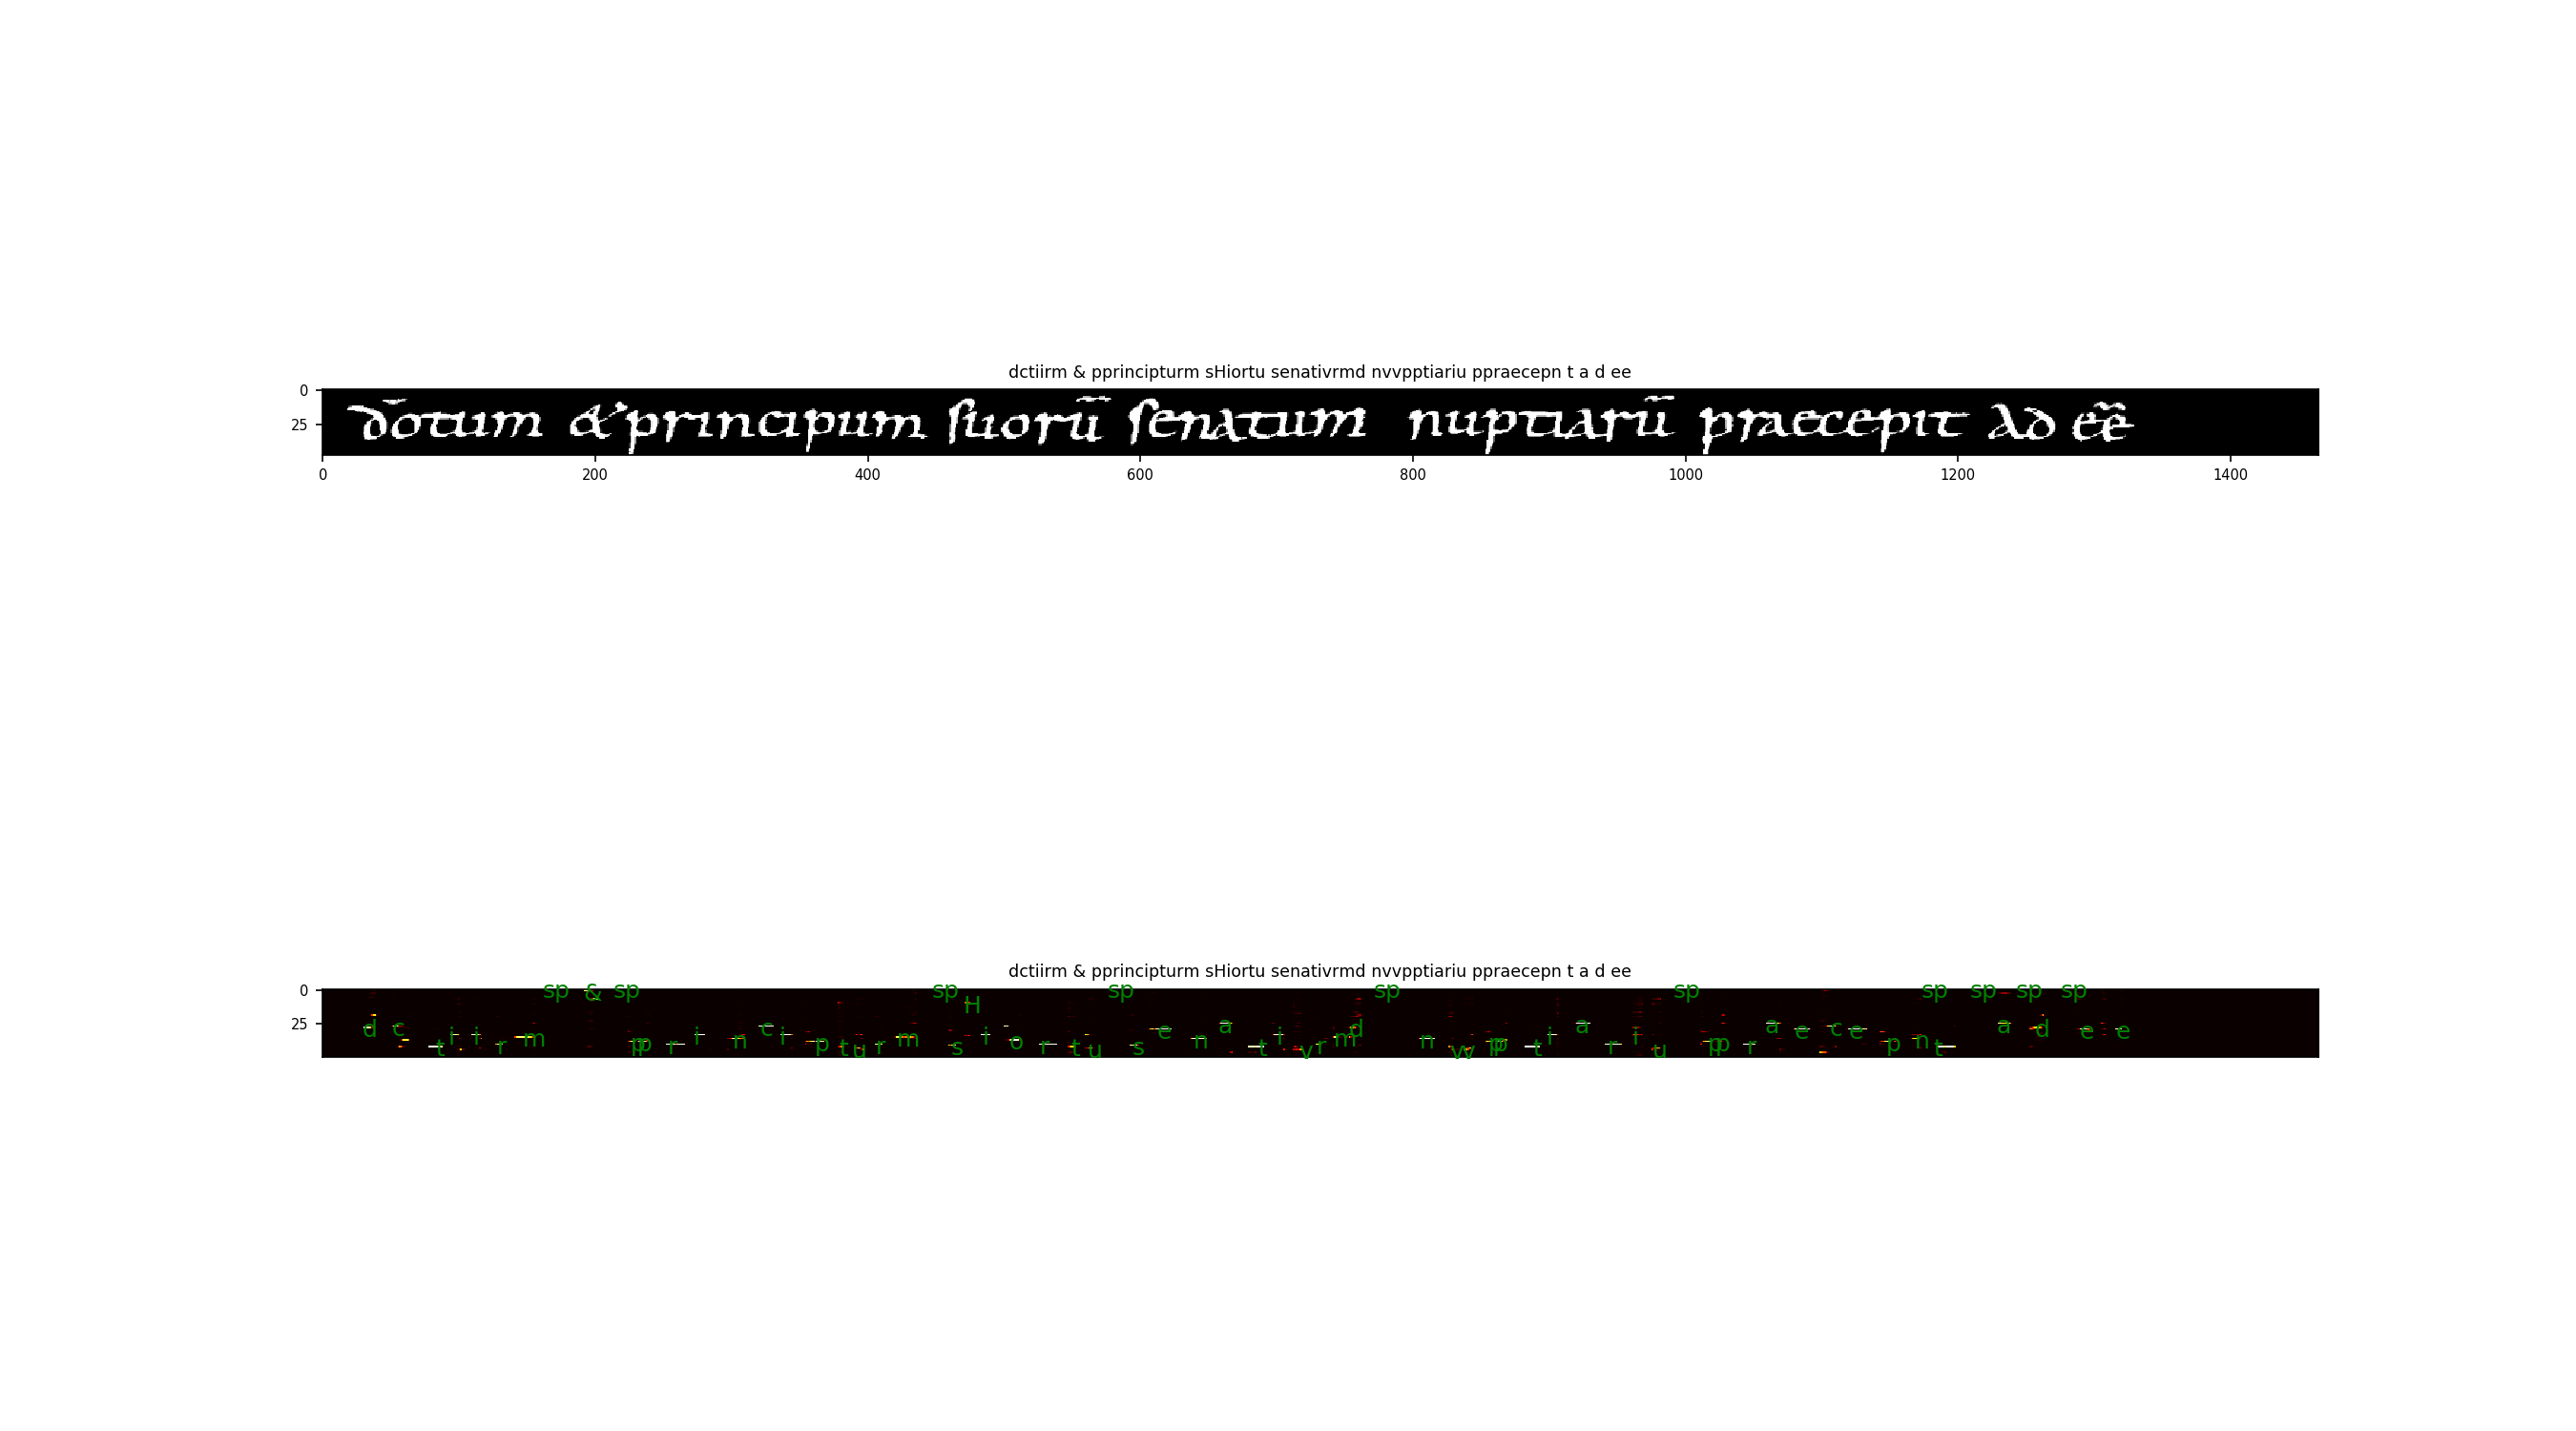 dctiirm & pprincipturm sHiortu senativrmd nvvpptiariu ppraecepn t a d ee
0
25
dotum &principum suorū senatum nuptiarū praecepit ad eē
0 200 400 600 800 1000 1200 1400
dctiirm & pprincipturm sHiortu senativrmd nvvpptiariu ppraecepn t a d ee
0
25
d c t i i r m sp & sp p p r i n c i p t u r m sp s H i o r t u sp s e n a t i v r m d sp n v v p p t i a r i u sp p p r a e c e p n sp t sp a sp d sp e e